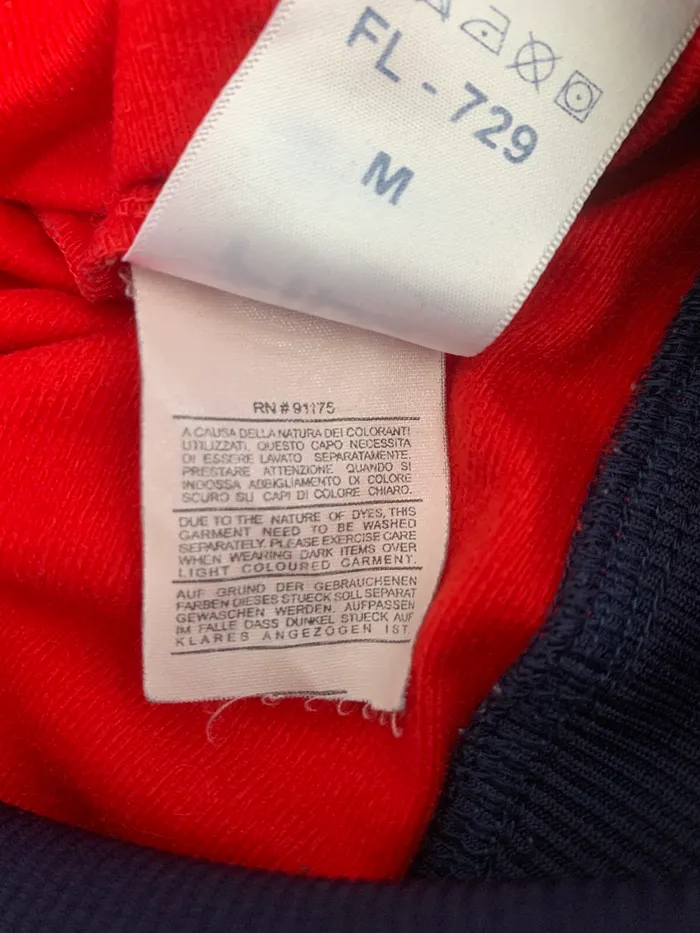 FL - 729
M
RN # 91175
A CAUSA DELLA NATURA DEI COLORANTI
UTILIZZATI, QUESTO CAPO NECESSITA
DI ESSERE LAVATO SEPARATAMENTE.
PRESTARE ATTENZIONE QUANDO SI
INDOSSA ABBIGLIAMENTO DI COLORE
SCURO SU CAPI DI COLORE CHIARO.
DUE TO THE NATURE OF DYES, THIS
GARMENT NEED TO BE WASHED
SEPARATELY. PLEASE EXERCISE CARE
WHEN WEARING DARK ITEMS OVER
LIGHT COLOURED GARMENT.
AUF GRUND DER GEBRAUCHENEN
FARBEN DIESES STUECK SOLL SEPARAT
GEWASCHEN WERDEN. AUFPASSEN
IM FALLE DASS DUNKEL STUECK AUF
KLARES ANGEZOGEN IST.